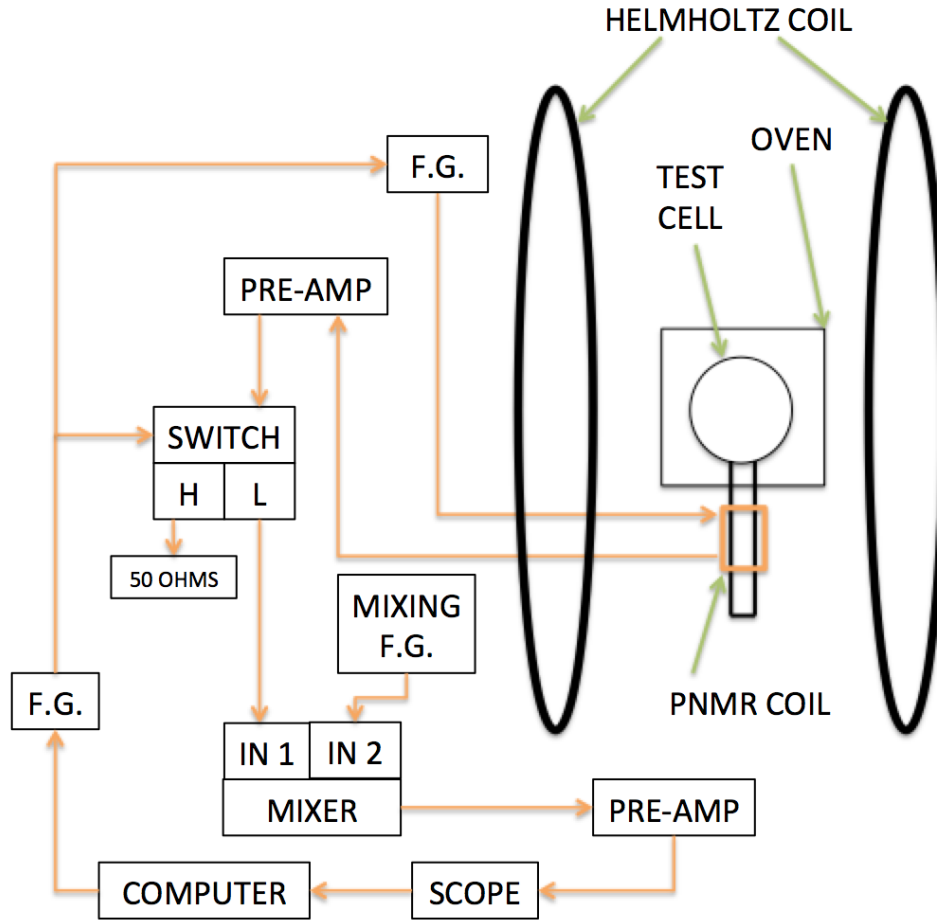 HELMHOLTZ COIL
OVEN
F.G.
TEST
CELL
PRE-AMP
SWITCH
H
L
50 OHMS
MIXING
F.G.
F.G.
PNMR COIL
IN 1
IN 2
MIXER
PRE-AMP
COMPUTER
SCOPE